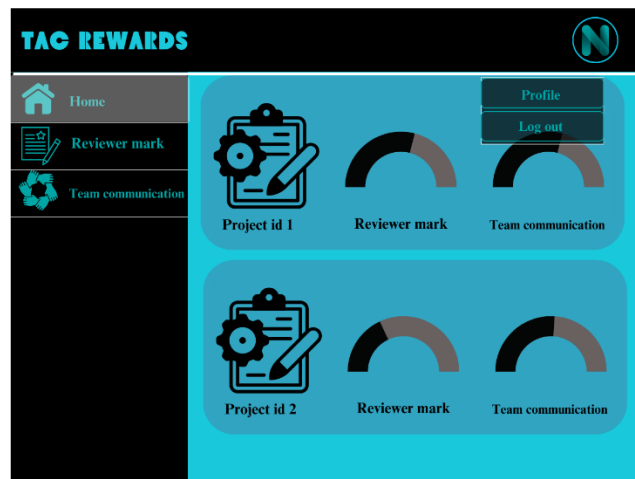 TAC REWARDS
N
Home
Reviewer mark
Team communication
Profile
Log out
Project id 1
Reviewer mark
Team communication
Project id 2
Reviewer mark
Team communication